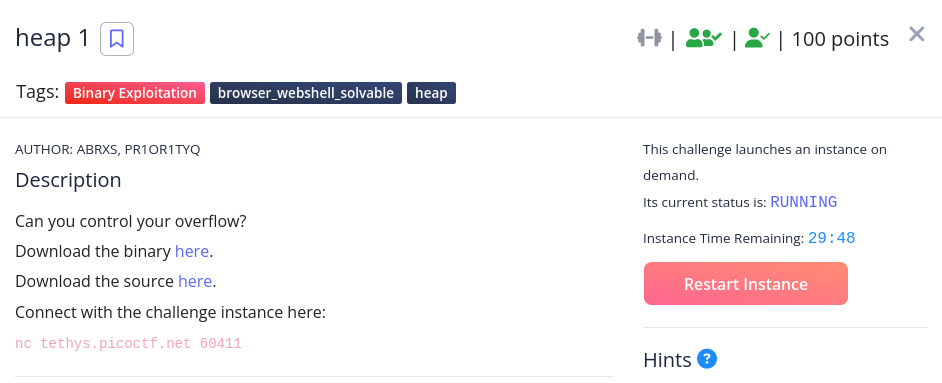 heap 1
| | | 100 points
Tags: Binary Exploitation browser_webshell_solvable heap
AUTHOR: ABRXS, PR1OR1TYQ
Description
Can you control your overflow?
Download the binary here.
Download the source here.
Connect with the challenge instance here:
nc tethys.picoctf.net 60411
This challenge launches an instance on
demand.
Its current status is: RUNNING
Instance Time Remaining: 29:48
Restart Instance
Hints ?